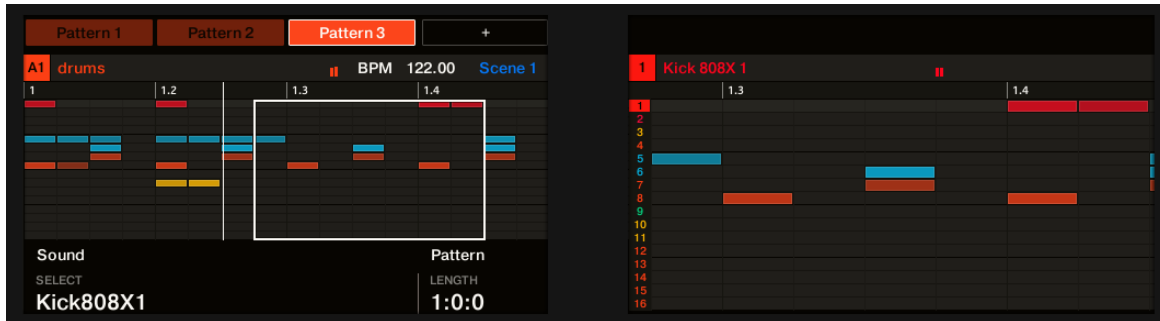 Pattern 1 Pattern 2 Pattern 3 +
A1 drums BPM 122.00 Scene 1
1 1.2 1.3 1.4
Sound Pattern
SELECT LENGTH
Kick808X1 1:0:0
1 Kick 808X 1
1.3 1.4
1
2
3
4
5
6
7
8
9
10
11
12
13
14
15
16